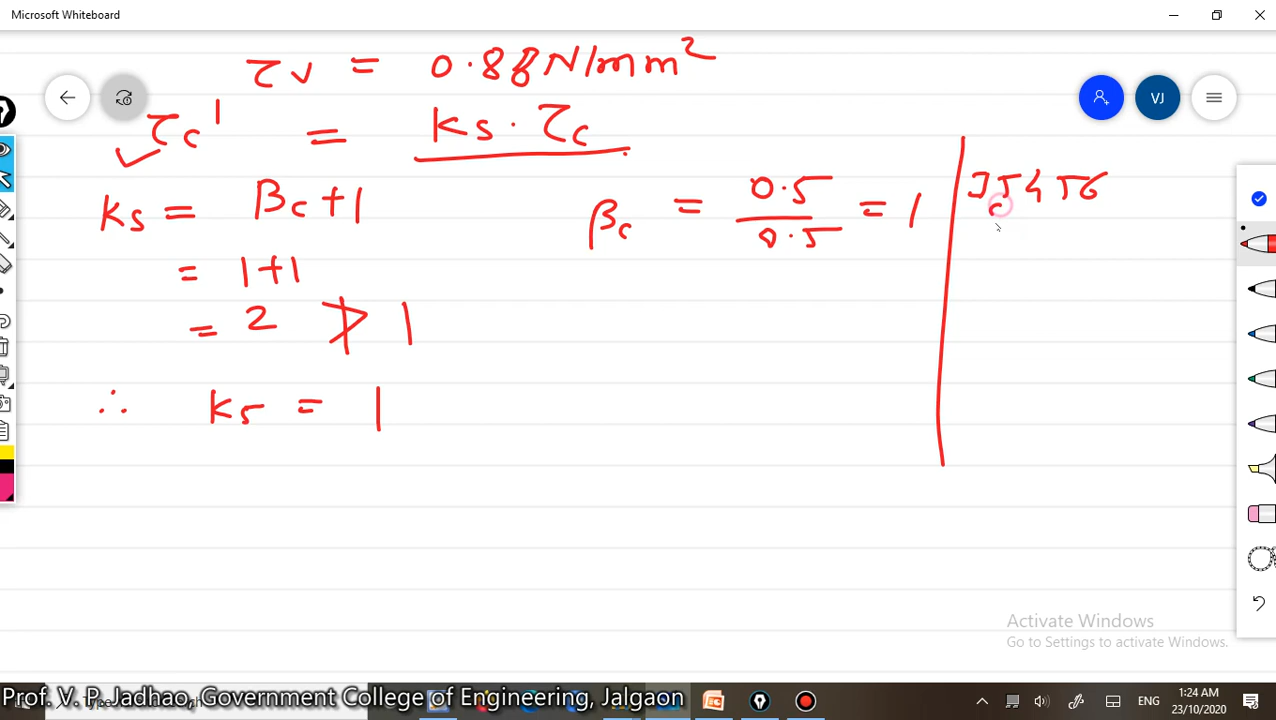 Microsoft Whiteboard
τv = 0.88 N/mm²
τc' = ks · τc
ks = βc + 1
= 1 + 1
= 2 ≯ 1
∴ ks = 1
βc = 0.5 / 0.5 = 1
IS 456
VJ
Activate Windows
Go to Settings to activate Windows.
Prof. V. P. Jadhao, Government College of Engineering, Jalgaon
ENG
1:24 AM
23/10/2020